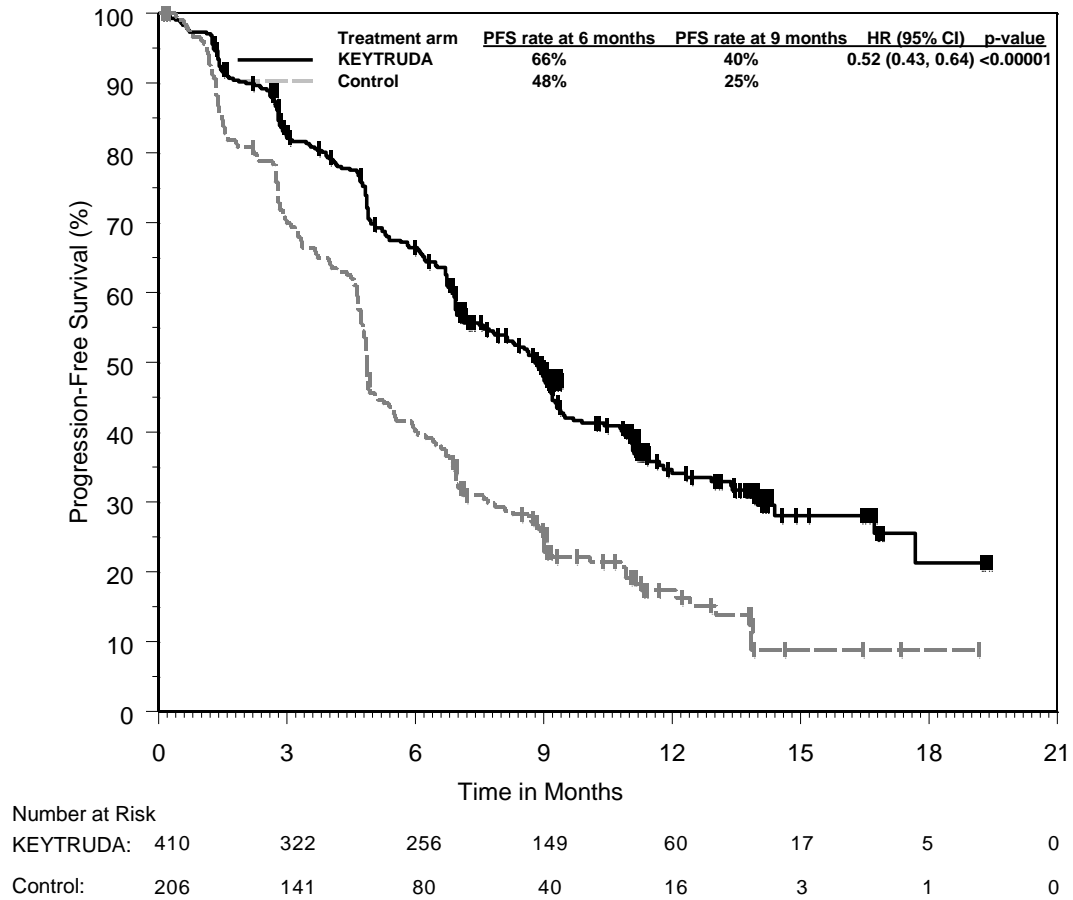 Treatment arm PFS rate at 6 months PFS rate at 9 months HR (95% CI) p-value
KEYTRUDA 66% 40% 0.52 (0.43, 0.64) <0.00001
Control 48% 25%
Progression-Free Survival (%)
100
90
80
70
60
50
40
30
20
10
0
0 3 6 9 12 15 18 21
Time in Months
Number at Risk
KEYTRUDA: 410 322 256 149 60 17 5 0
Control: 206 141 80 40 16 3 1 0